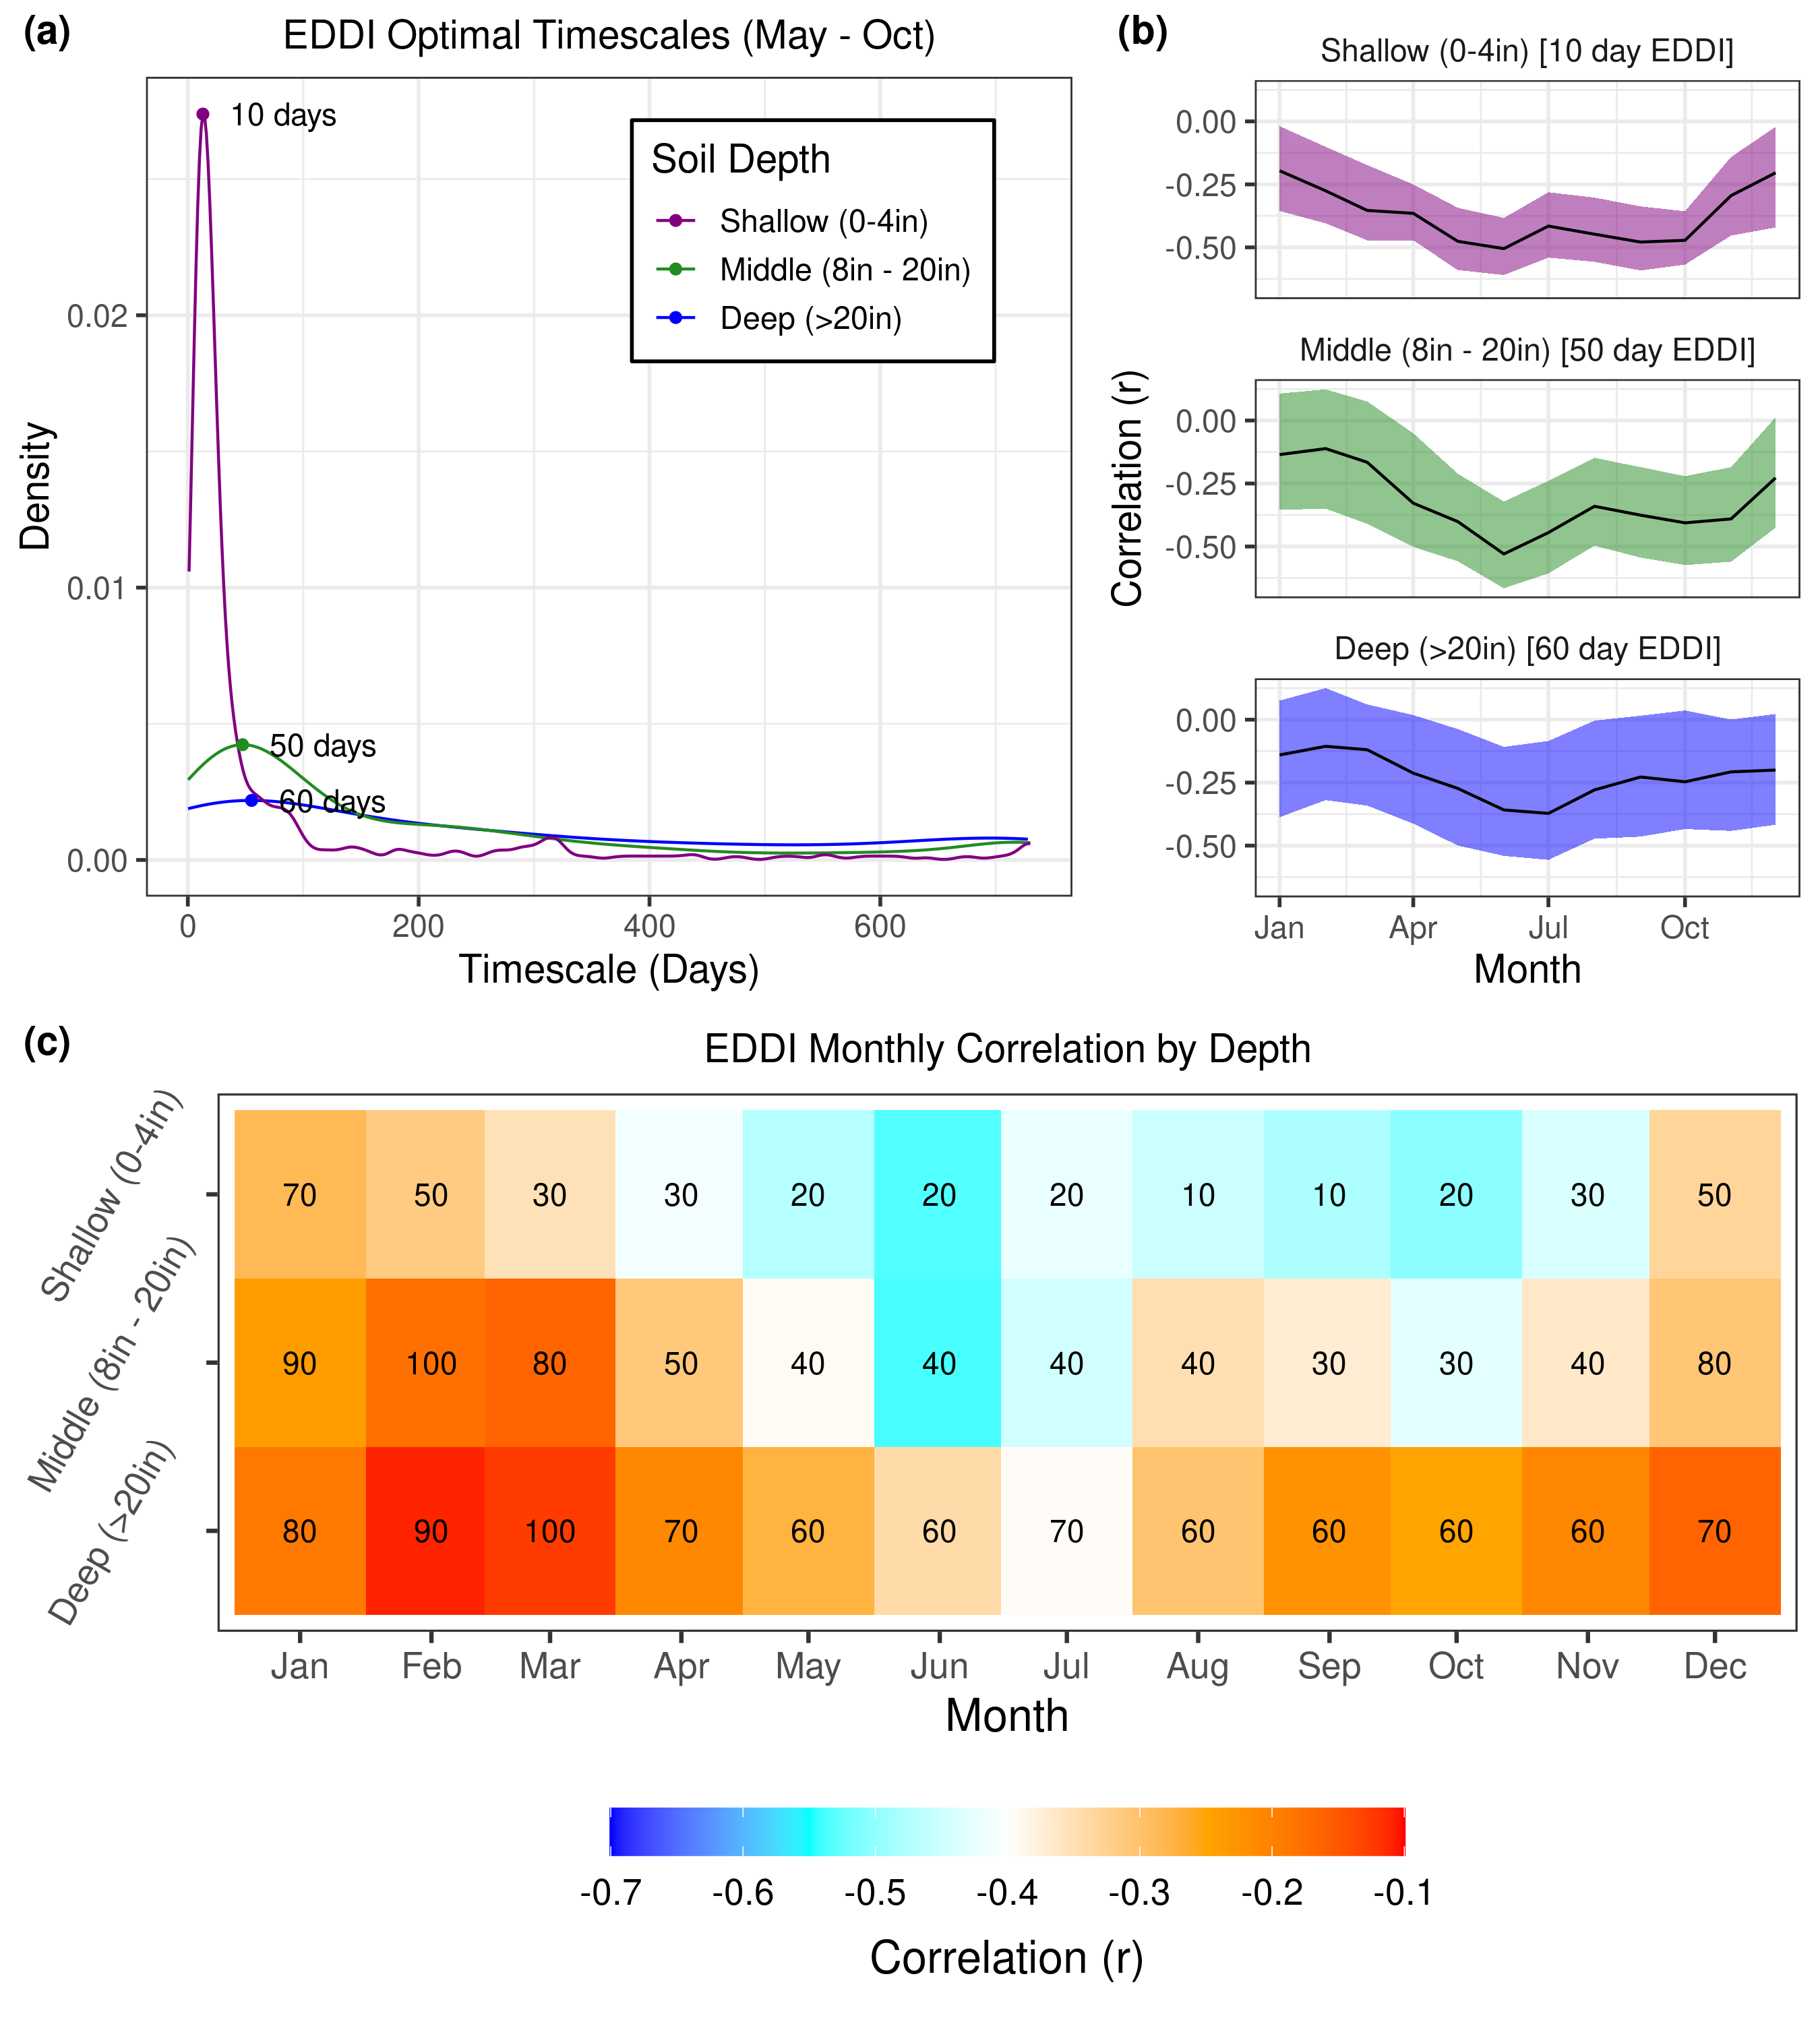 (a)
EDDI Optimal Timescales (May - Oct)
Density
0.02
0.01
0.00
10 days
50 days
60 days
Soil Depth
Shallow (0-4in)
Middle (8in - 20in)
Deep (>20in)
0 200 400 600
Timescale (Days)
(b)
Correlation (r)
Shallow (0-4in) [10 day EDDI]
0.00
-0.25
-0.50
Middle (8in - 20in) [50 day EDDI]
0.00
-0.25
-0.50
Deep (>20in) [60 day EDDI]
0.00
-0.25
-0.50
Jan Apr Jul Oct
Month
(c)
EDDI Monthly Correlation by Depth
Shallow (0-4in)
70 50 30 30 20 20 20 10 10 20 30 50
Middle (8in - 20in)
90 100 80 50 40 40 40 40 30 30 40 80
Deep (>20in)
80 90 100 70 60 60 70 60 60 60 60 70
Jan Feb Mar Apr May Jun Jul Aug Sep Oct Nov Dec
Month
-0.7 -0.6 -0.5 -0.4 -0.3 -0.2 -0.1
Correlation (r)